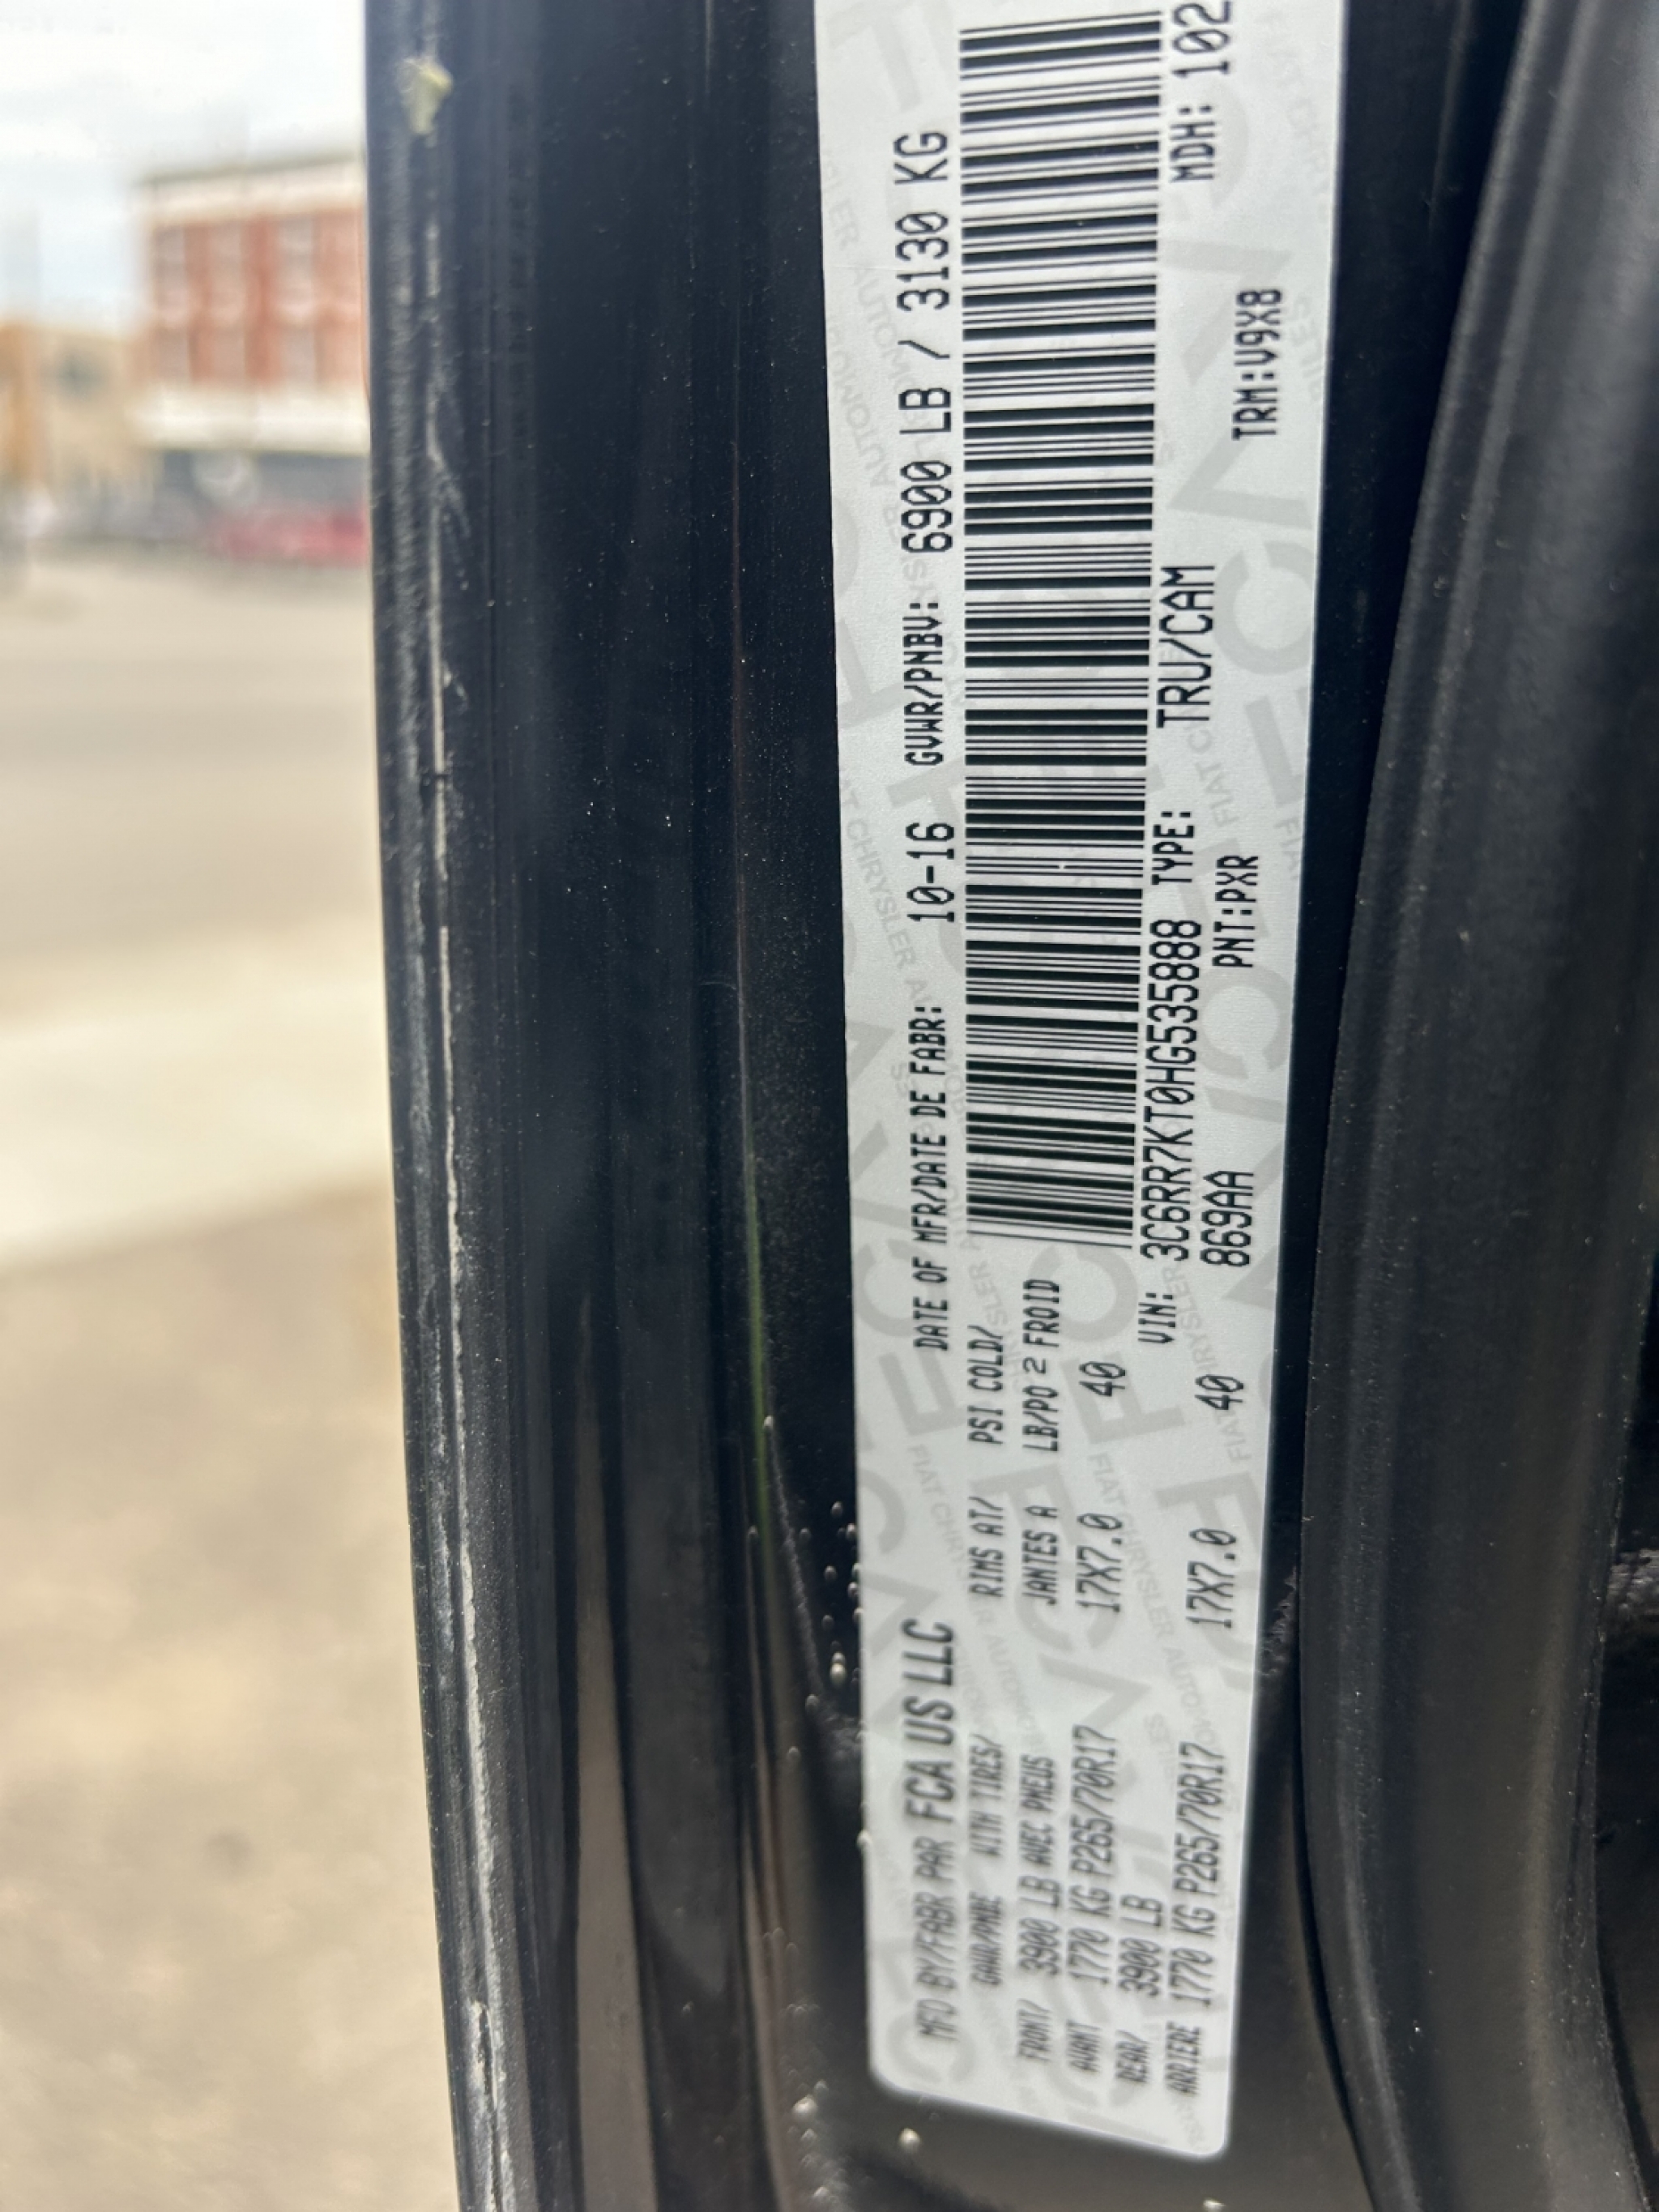 MFD BY/FABR PAR FCA US LLC
DATE OF MFR/DATE DE FABR: 10-16 GVWR/PNBV: 6900 LB / 3130 KG
GAWR/PNBE WITH TIRES/ RIMS AT/ PSI COLD/
FRONT/ 3900 LB AVEC PNEUS JANTES A LB/PO 2 FROID
AVANT 1770 KG P265/70R17 17X7.0 40
REAR/ 3900 LB
VIN: 3C6RR7KT0HG535888 TYPE: TRU/CAM MDH: 102
ARRIERE 1770 KG P265/70R17 17X7.0 40
869AA PNT:PXR TRM:V9X8